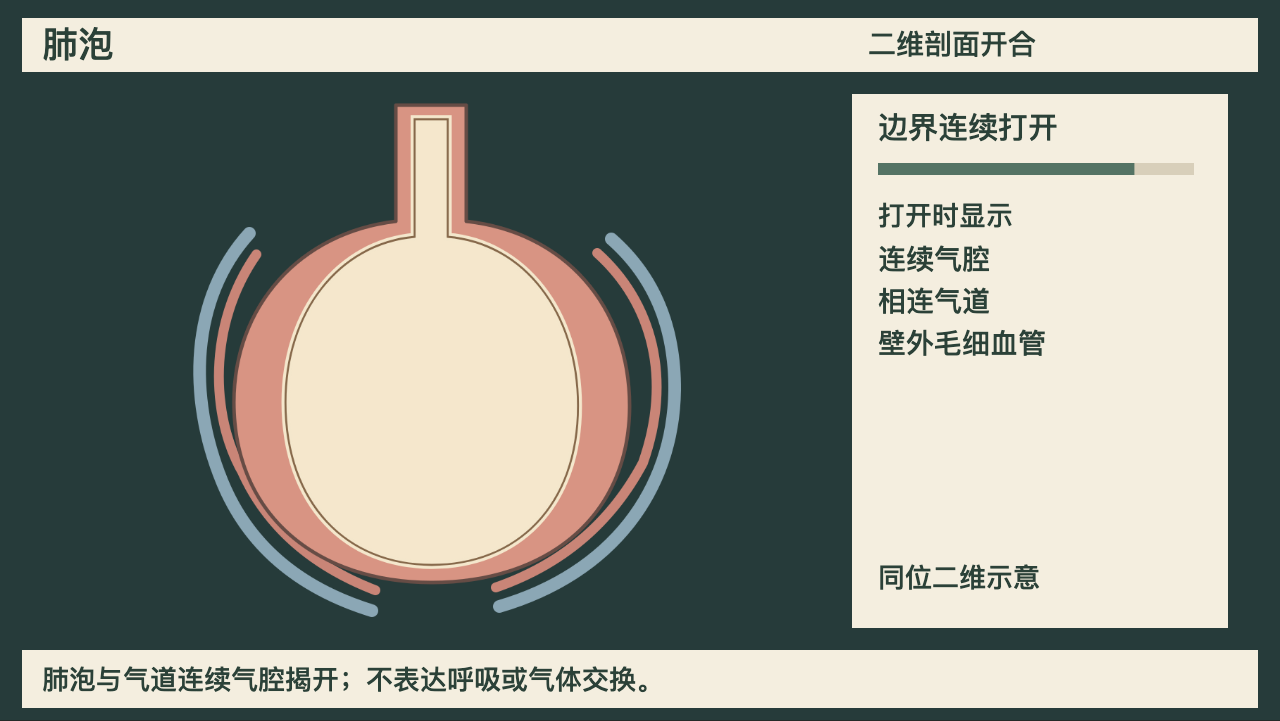 肺泡
二维剖面开合
边界连续打开
打开时显示
连续气腔
相连气道
壁外毛细血管
同位二维示意
肺泡与气道连续气腔揭开；不表达呼吸或气体交换。